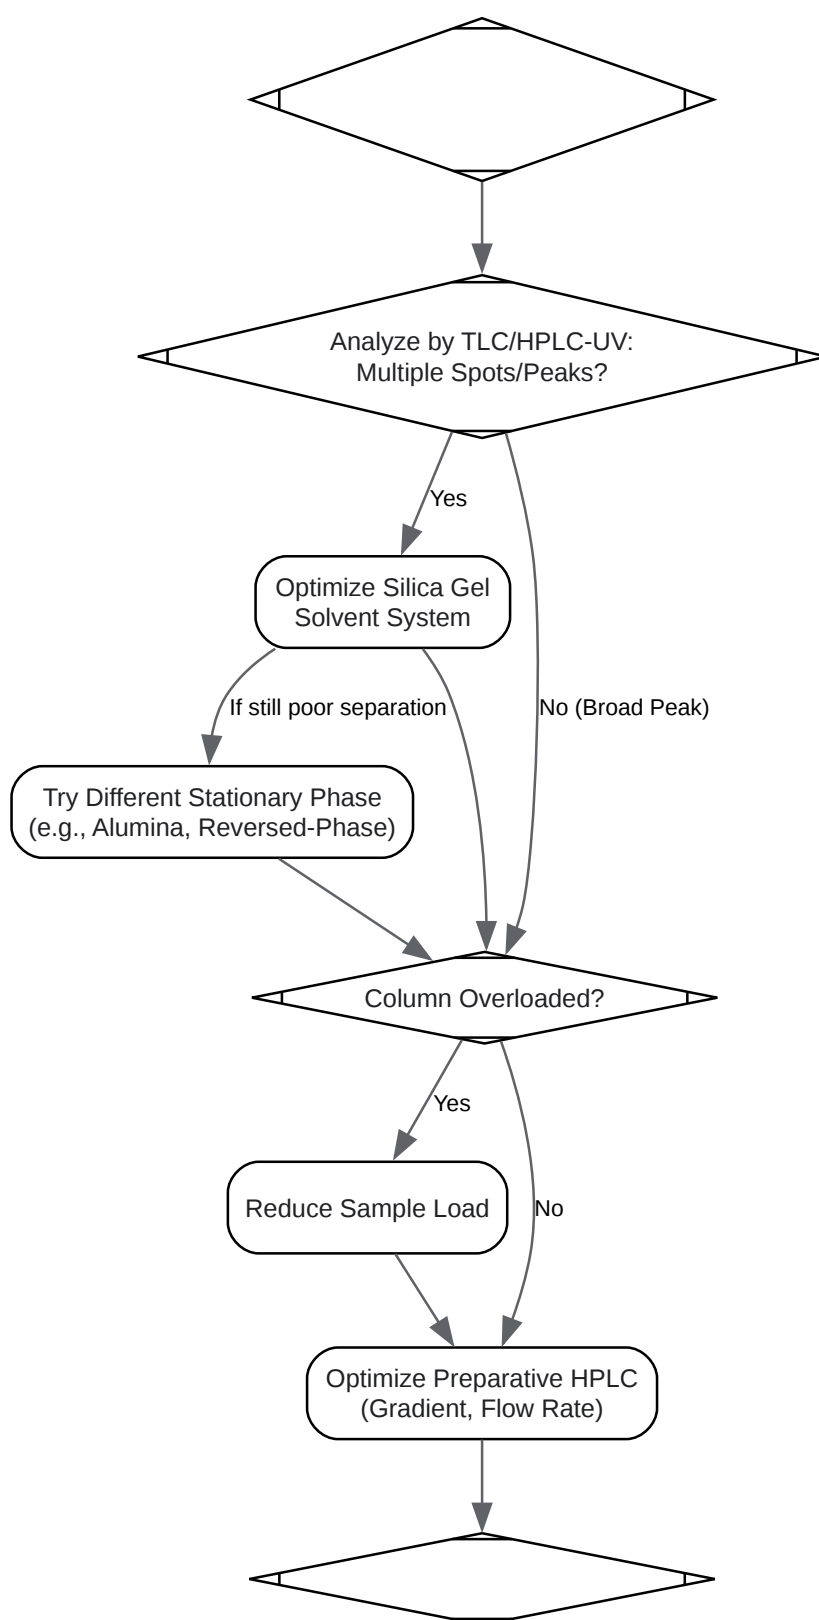 Analyze by TLC/HPLC-UV:
Multiple Spots/Peaks?
Yes
Optimize Silica Gel
Solvent System
If still poor separation
No (Broad Peak)
Try Different Stationary Phase
(e.g., Alumina, Reversed-Phase)
Column Overloaded?
Yes
Reduce Sample Load
No
Optimize Preparative HPLC
(Gradient, Flow Rate)